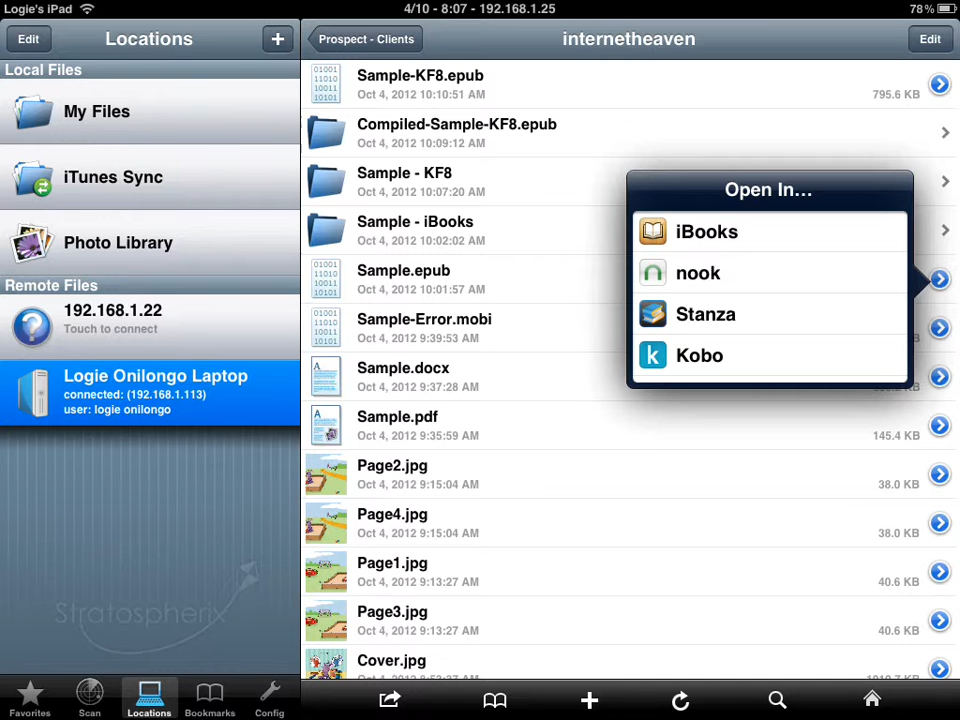 Logie's iPad
4/10 - 8:07 - 192.168.1.25
78%
Edit
Locations
+
Local Files
My Files
iTunes Sync
Photo Library
Remote Files
192.168.1.22
Touch to connect
Logie Onilongo Laptop
connected: (192.168.1.113)
user: logie onilongo
Stratospherix
Favorites
Scan
Locations
Bookmarks
Config
Prospect - Clients
internetheaven
Edit
Sample-KF8.epub
Oct 4, 2012 10:10:51 AM
795.6 KB
Compiled-Sample-KF8.epub
Oct 4, 2012 10:09:12 AM
Sample - KF8
Oct 4, 2012 10:07:20 AM
Sample - iBooks
Oct 4, 2012 10:02:02 AM
Sample.epub
Oct 4, 2012 10:01:57 AM
Sample-Error.mobi
Oct 4, 2012 9:39:53 AM
Sample.docx
Oct 4, 2012 9:37:28 AM
Sample.pdf
Oct 4, 2012 9:35:59 AM
145.4 KB
Page2.jpg
Oct 4, 2012 9:15:04 AM
38.0 KB
Page4.jpg
Oct 4, 2012 9:15:04 AM
38.0 KB
Page1.jpg
Oct 4, 2012 9:13:27 AM
40.6 KB
Page3.jpg
Oct 4, 2012 9:13:27 AM
40.6 KB
Cover.jpg
Open In...
iBooks
nook
Stanza
Kobo